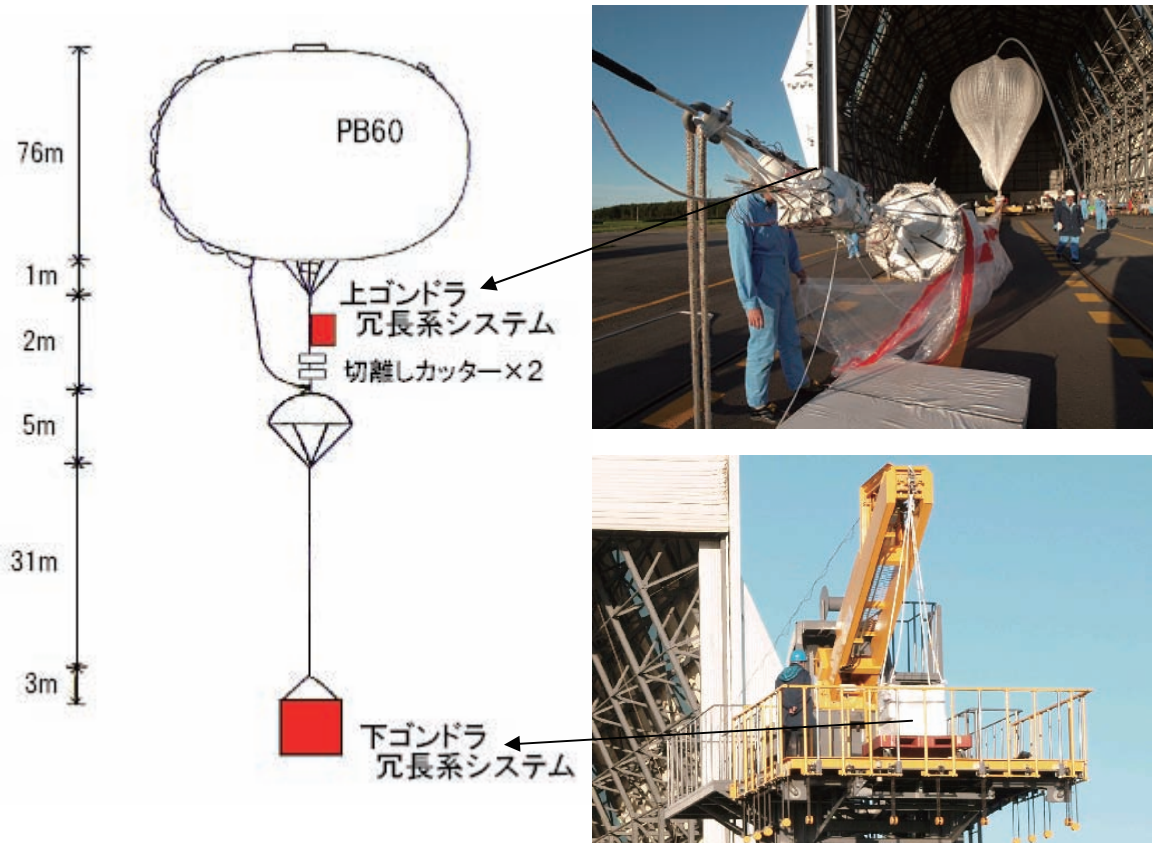 PB60
76m
1m
上ゴンドラ
冗長系システム
2m
切離しカッター×2
5m
31m
3m
下ゴンドラ
冗長系システム